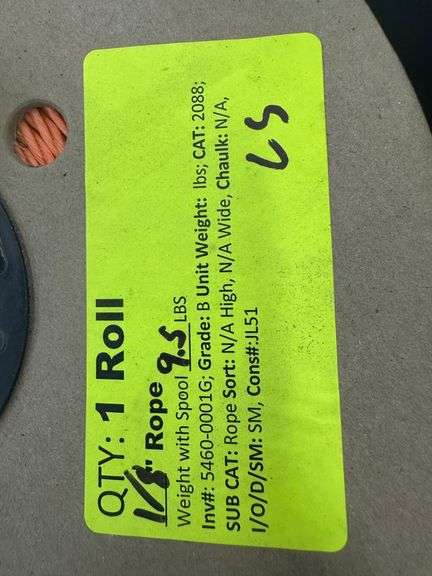 QTY: 1 Roll
1/8" Rope
Weight with Spool 9.5 LBS
Inv#: 5460-0001G; Grade: B Unit Weight: lbs; CAT: 2088;
SUB CAT: Rope Sort: N/A High, N/A Wide, Chaulk: N/A,
I/O/D/SM: SM, Cons#:JL51
LS